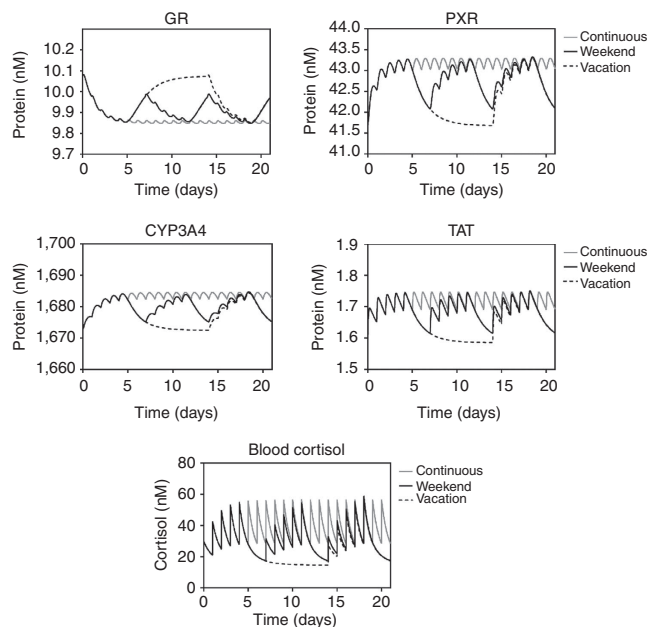 GR
Protein (nM)
10.2
10.1
10.0
9.9
9.8
9.7
0 5 10 15 20
Time (days)
PXR
Protein (nM)
43.5
43.0
42.5
42.0
41.5
41.0
0 5 10 15 20
Time (days)
Continuous
Weekend
Vacation
CYP3A4
Protein (nM)
1,700
1,690
1,680
1,670
1,660
0 5 10 15 20
Time (days)
TAT
Protein (nM)
1.9
1.8
1.7
1.6
1.5
0 5 10 15 20
Time (days)
Continuous
Weekend
Vacation
Blood cortisol
Cortisol (nM)
80
60
40
20
0
0 5 10 15 20
Time (days)
Continuous
Weekend
Vacation